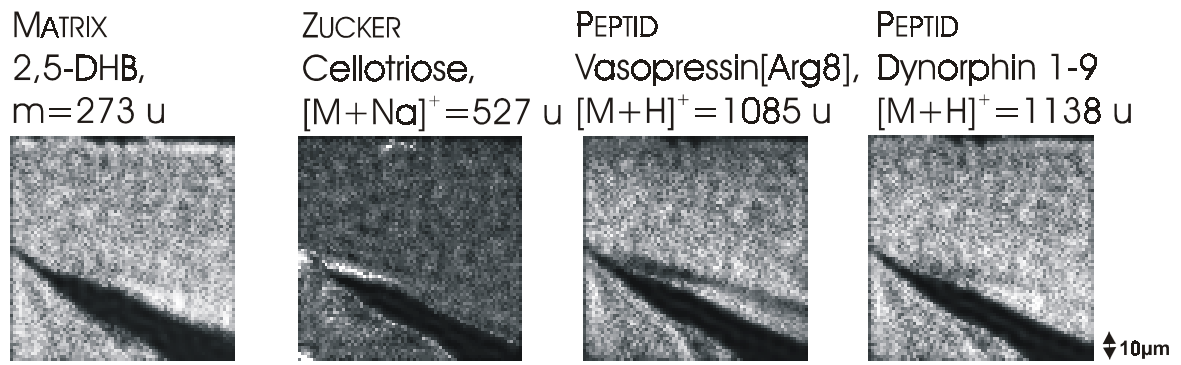 MATRIX
2,5-DHB,
m=273 u
ZUCKER
Cellotriose,
[M+Na]⁺=527 u
PEPTID
Vasopressin[Arg8],
[M+H]⁺=1085 u
PEPTID
Dynorphin 1-9
[M+H]⁺=1138 u
10µm